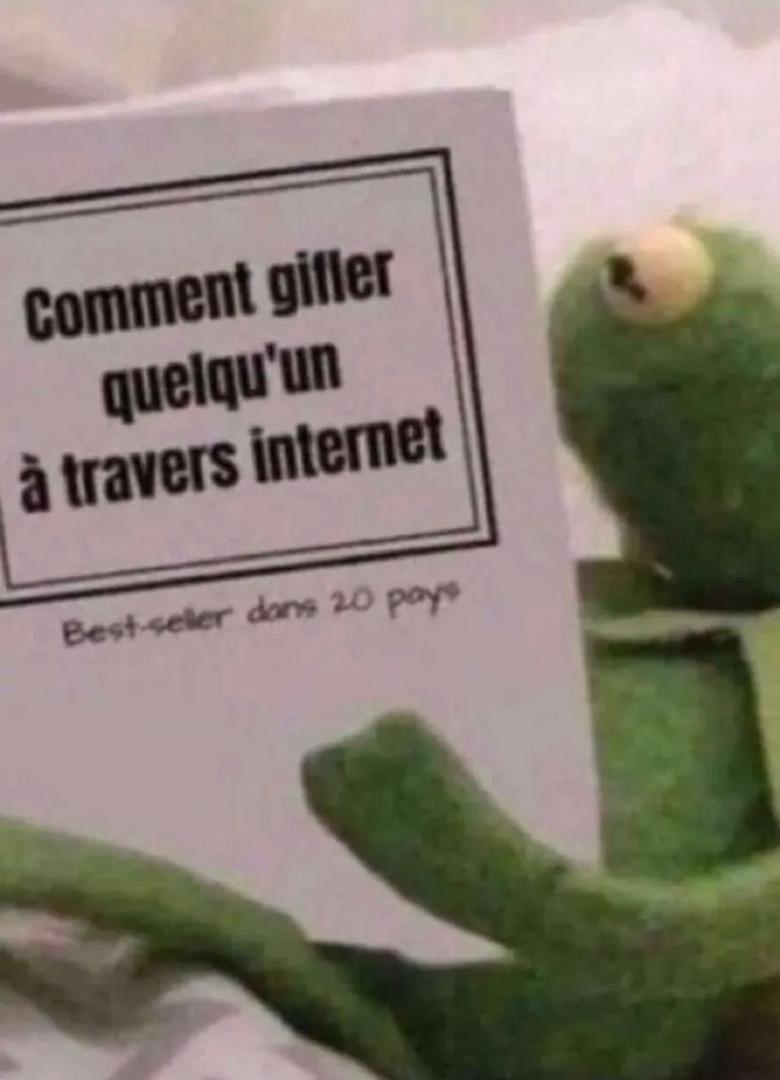 Comment gifler
quelqu'un
à travers internet
Best-seller dans 20 pays